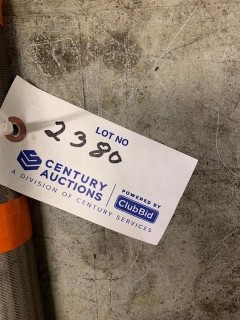 LOT NO
2380
CENTURY
AUCTIONS
A DIVISION OF CENTURY SERVICES
POWERED BY
ClubBid